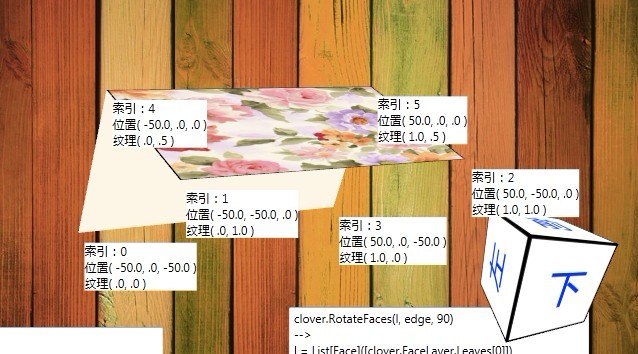 索引：4
位置( -50.0, .0, .0 )
纹理( .0, .5 )
索引：5
位置( 50.0, .0, .0 )
纹理( 1.0, .5 )
索引：2
位置( 50.0, -50.0, .0 )
纹理( 1.0, 1.0 )
索引：1
位置( -50.0, -50.0, .0 )
纹理( .0, 1.0 )
索引：3
位置( 50.0, .0, -50.0 )
纹理( 1.0, .0 )
索引：0
位置( -50.0, .0, -50.0 )
纹理( .0, .0 )
左
下
clover.RotateFaces(l, edge, 90)
-->
l = List[Face]([clover.FaceLayer.Leaves[0]])